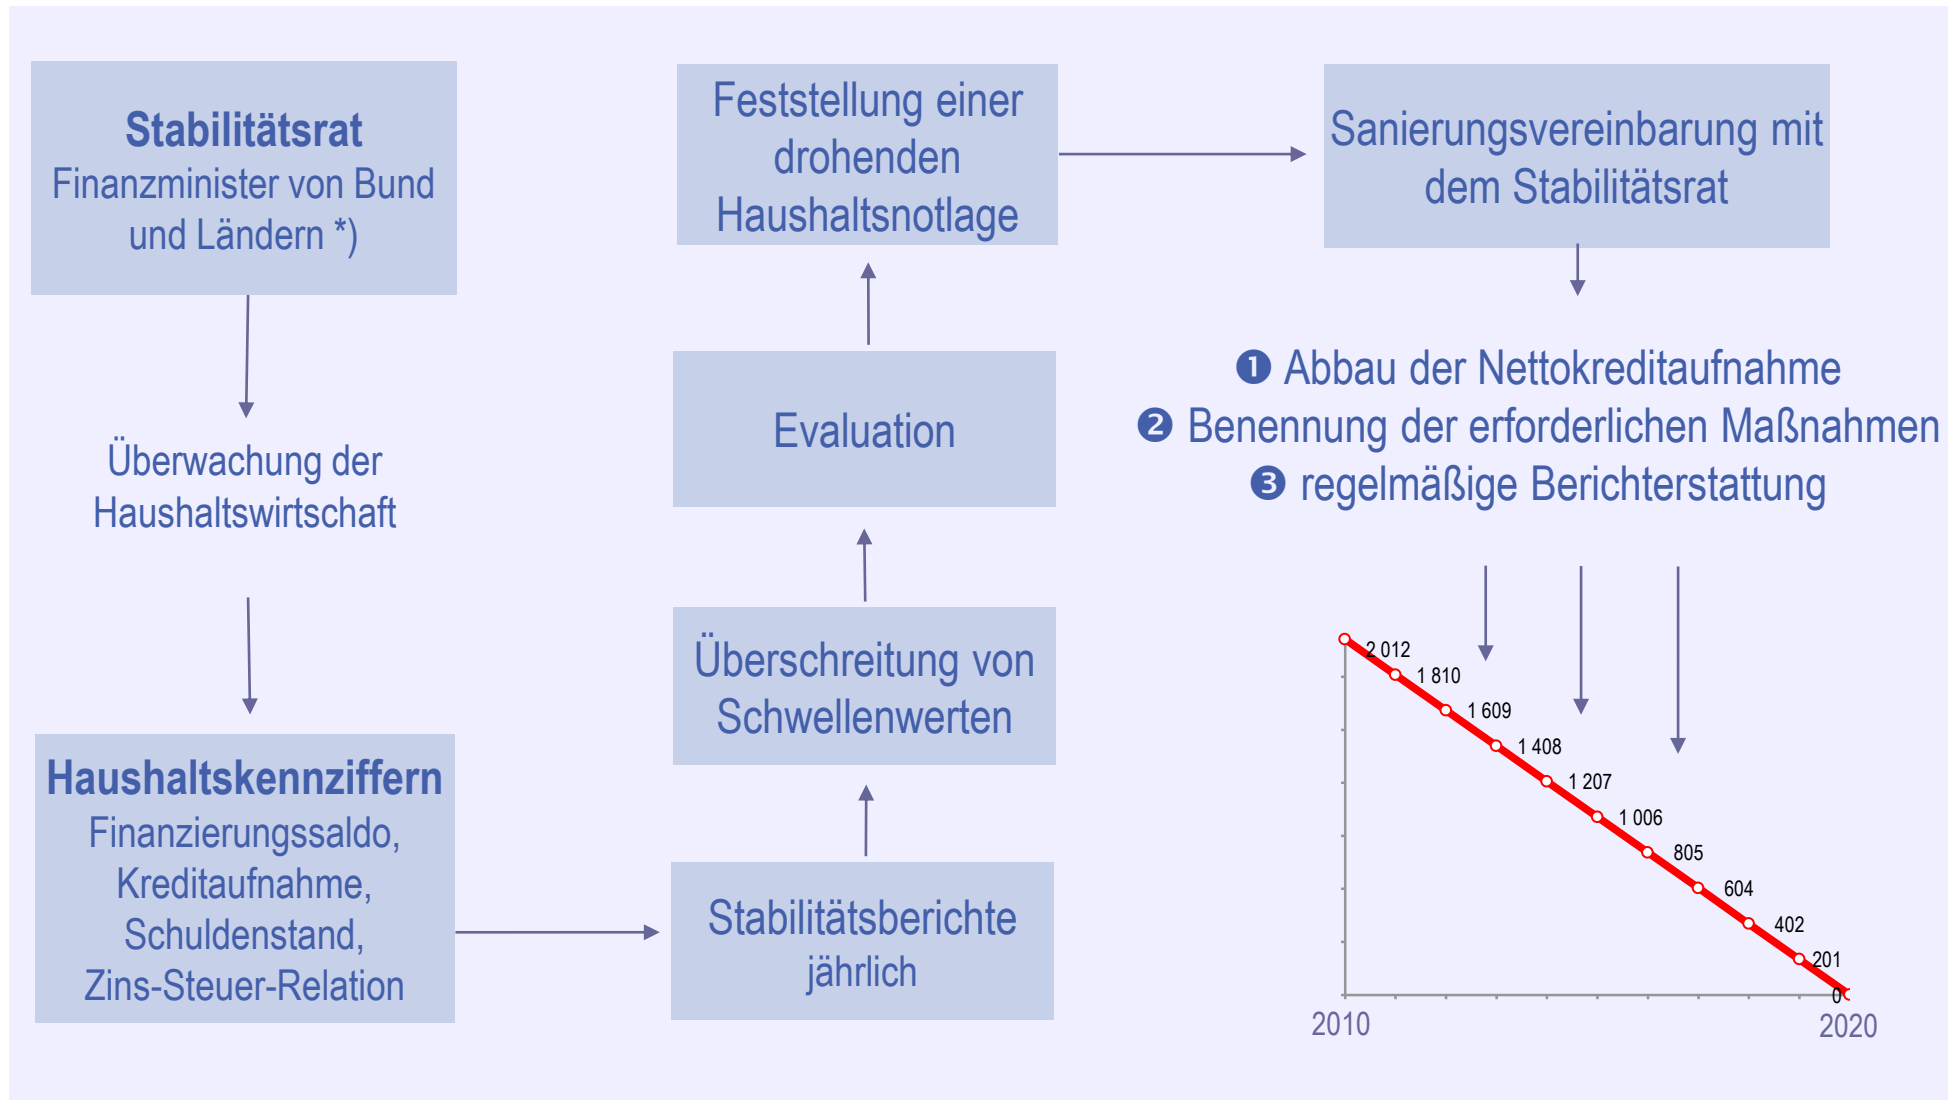 Stabilitätsrat
Finanzminister von Bund
und Ländern *)
Überwachung der
Haushaltswirtschaft
Haushaltskennziffern
Finanzierungssaldo,
Kreditaufnahme,
Schuldenstand,
Zins-Steuer-Relation
Stabilitätsberichte
jährlich
Überschreitung von
Schwellenwerten
Evaluation
Feststellung einer
drohenden
Haushaltsnotlage
Sanierungsvereinbarung mit
dem Stabilitätsrat
❶ Abbau der Nettokreditaufnahme
❷ Benennung der erforderlichen Maßnahmen
❸ regelmäßige Berichterstattung
2 012
1 810
1 609
1 408
1 207
1 006
805
604
402
201
0
2010
2020